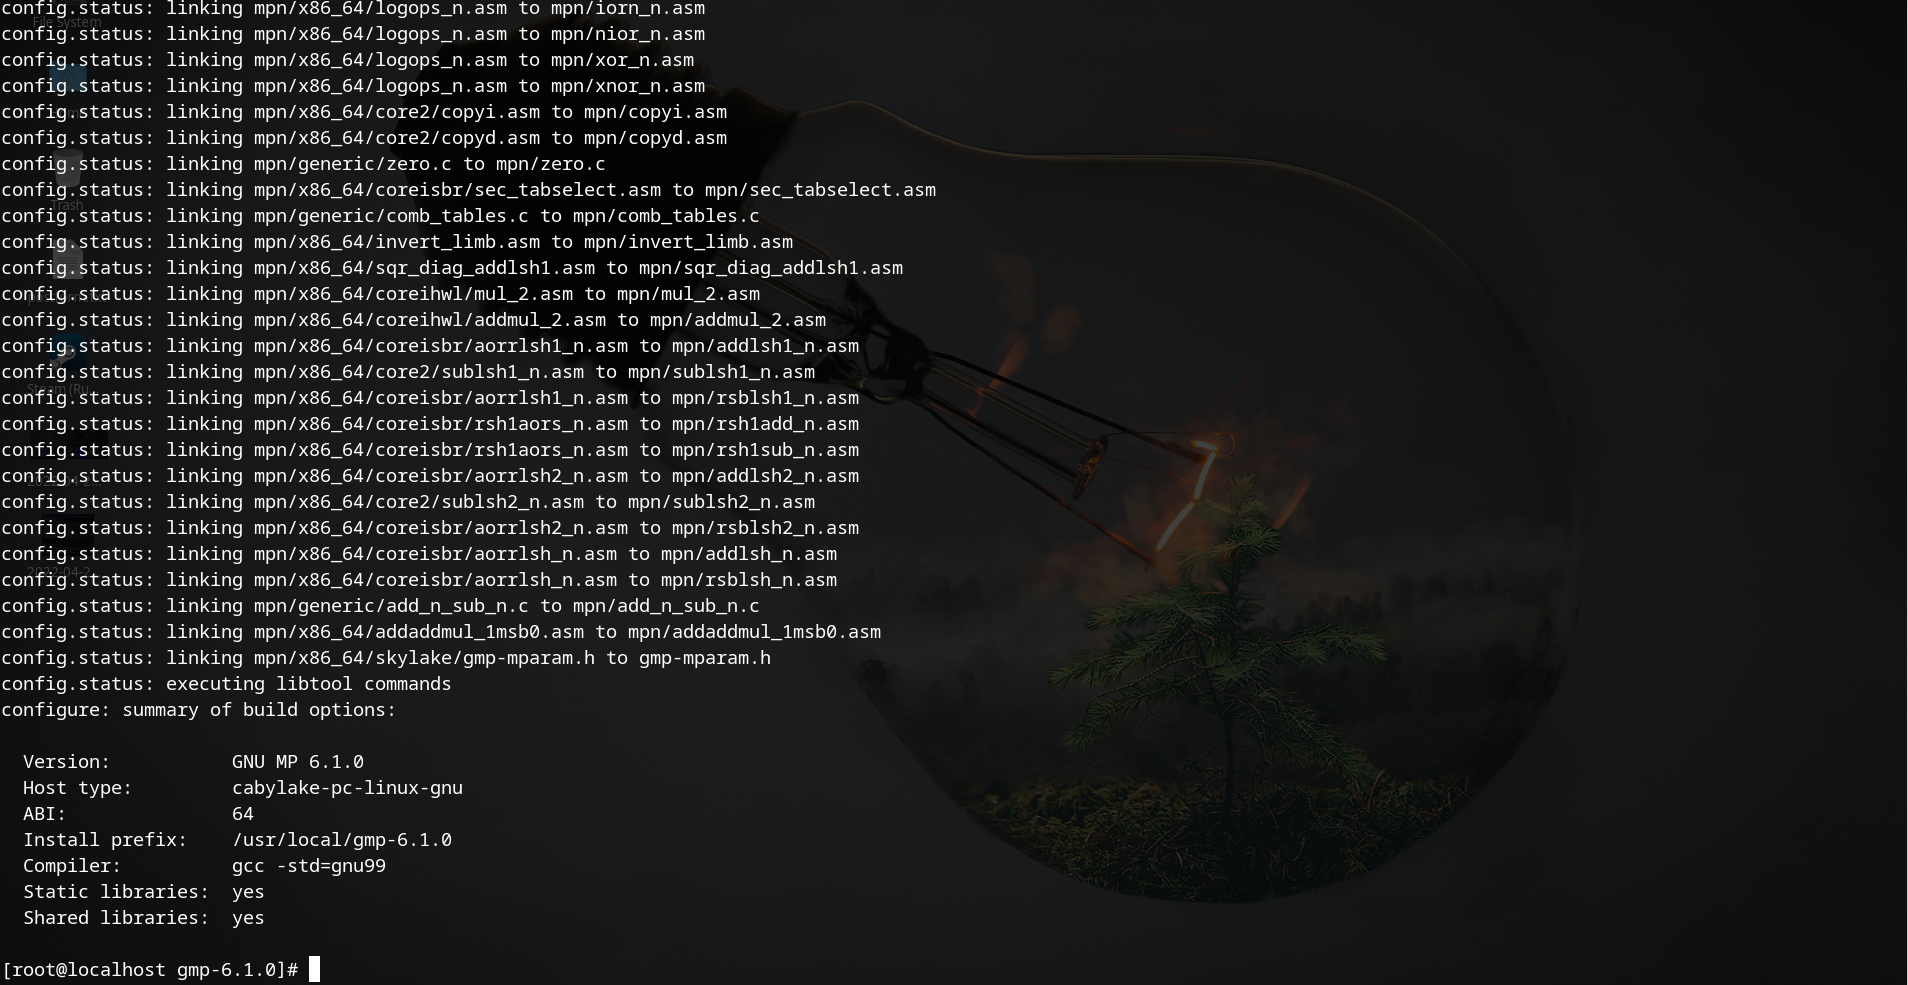 config.status: linking mpn/x86_64/logops_n.asm to mpn/iorn_n.asm
File System
config.status: linking mpn/x86_64/logops_n.asm to mpn/nior_n.asm
config.status: linking mpn/x86_64/logops_n.asm to mpn/xor_n.asm
config.status: linking mpn/x86_64/logops_n.asm to mpn/xnor_n.asm
config.status: linking mpn/x86_64/core2/copyi.asm to mpn/copyi.asm
config.status: linking mpn/x86_64/core2/copyd.asm to mpn/copyd.asm
config.status: linking mpn/generic/zero.c to mpn/zero.c
config.status: linking mpn/x86_64/coreisbr/sec_tabselect.asm to mpn/sec_tabselect.asm
Trash
config.status: linking mpn/generic/comb_tables.c to mpn/comb_tables.c
config.status: linking mpn/x86_64/invert_limb.asm to mpn/invert_limb.asm
config.status: linking mpn/x86_64/sqr_diag_addlsh1.asm to mpn/sqr_diag_addlsh1.asm
config.status: linking mpn/x86_64/coreihwl/mul_2.asm to mpn/mul_2.asm
config.status: linking mpn/x86_64/coreihwl/addmul_2.asm to mpn/addmul_2.asm
config.status: linking mpn/x86_64/coreisbr/aorrlsh1_n.asm to mpn/addlsh1_n.asm
config.status: linking mpn/x86_64/core2/sublsh1_n.asm to mpn/sublsh1_n.asm
Steam (Ru...
config.status: linking mpn/x86_64/coreisbr/aorrlsh1_n.asm to mpn/rsblsh1_n.asm
config.status: linking mpn/x86_64/coreisbr/rsh1aors_n.asm to mpn/rsh1add_n.asm
config.status: linking mpn/x86_64/coreisbr/rsh1aors_n.asm to mpn/rsh1sub_n.asm
config.status: linking mpn/x86_64/coreisbr/aorrlsh2_n.asm to mpn/addlsh2_n.asm
config.status: linking mpn/x86_64/core2/sublsh2_n.asm to mpn/sublsh2_n.asm
config.status: linking mpn/x86_64/coreisbr/aorrlsh2_n.asm to mpn/rsblsh2_n.asm
config.status: linking mpn/x86_64/coreisbr/aorrlsh_n.asm to mpn/addlsh_n.asm
2022-04-2...
config.status: linking mpn/x86_64/coreisbr/aorrlsh_n.asm to mpn/rsblsh_n.asm
config.status: linking mpn/generic/add_n_sub_n.c to mpn/add_n_sub_n.c
config.status: linking mpn/x86_64/addaddmul_1msb0.asm to mpn/addaddmul_1msb0.asm
config.status: linking mpn/x86_64/skylake/gmp-mparam.h to gmp-mparam.h
config.status: executing libtool commands
configure: summary of build options:
Version: GNU MP 6.1.0
Host type: cabylake-pc-linux-gnu
ABI: 64
Install prefix: /usr/local/gmp-6.1.0
Compiler: gcc -std=gnu99
Static libraries: yes
Shared libraries: yes
[root@localhost gmp-6.1.0]#